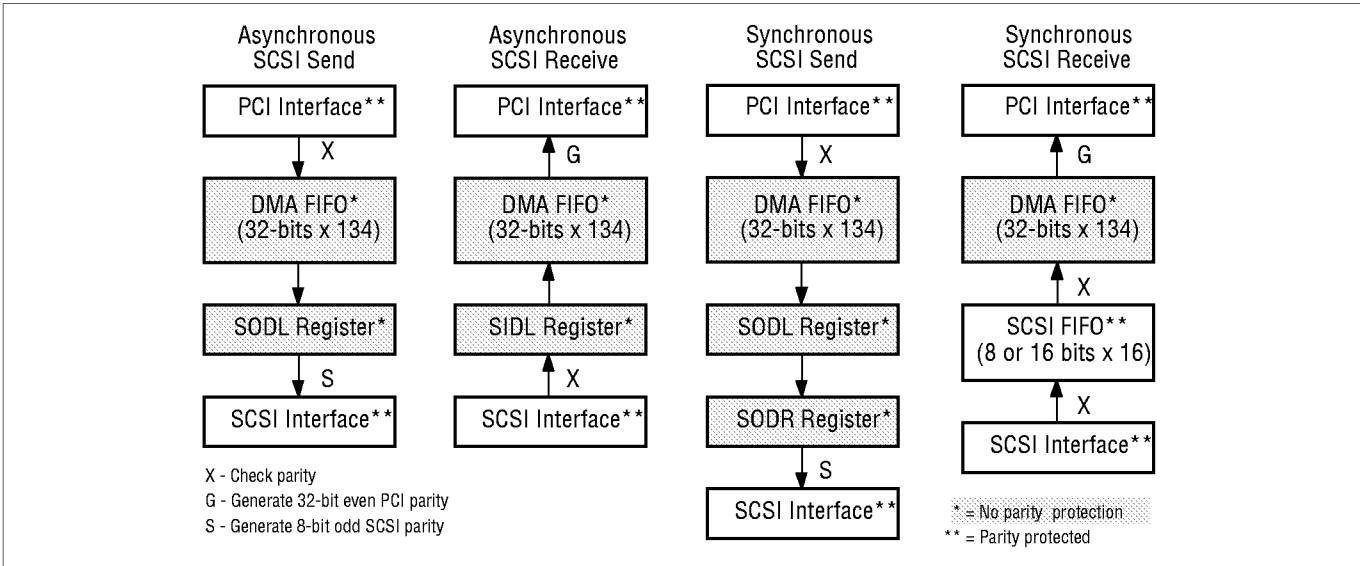 Asynchronous
SCSI Send
PCI Interface**
X
DMA FIFO*
(32-bits x 134)
SODL Register*
S
SCSI Interface**
Asynchronous
SCSI Receive
PCI Interface**
G
DMA FIFO*
(32-bits x 134)
SIDL Register*
X
SCSI Interface**
Synchronous
SCSI Send
PCI Interface**
X
DMA FIFO*
(32-bits x 134)
SODL Register*
SODR Register*
S
SCSI Interface**
Synchronous
SCSI Receive
PCI Interface**
G
DMA FIFO*
(32-bits x 134)
X
SCSI FIFO**
(8 or 16 bits x 16)
X
SCSI Interface**
X - Check parity
G - Generate 32-bit even PCI parity
S - Generate 8-bit odd SCSI parity
* = No parity protection
** = Parity protected